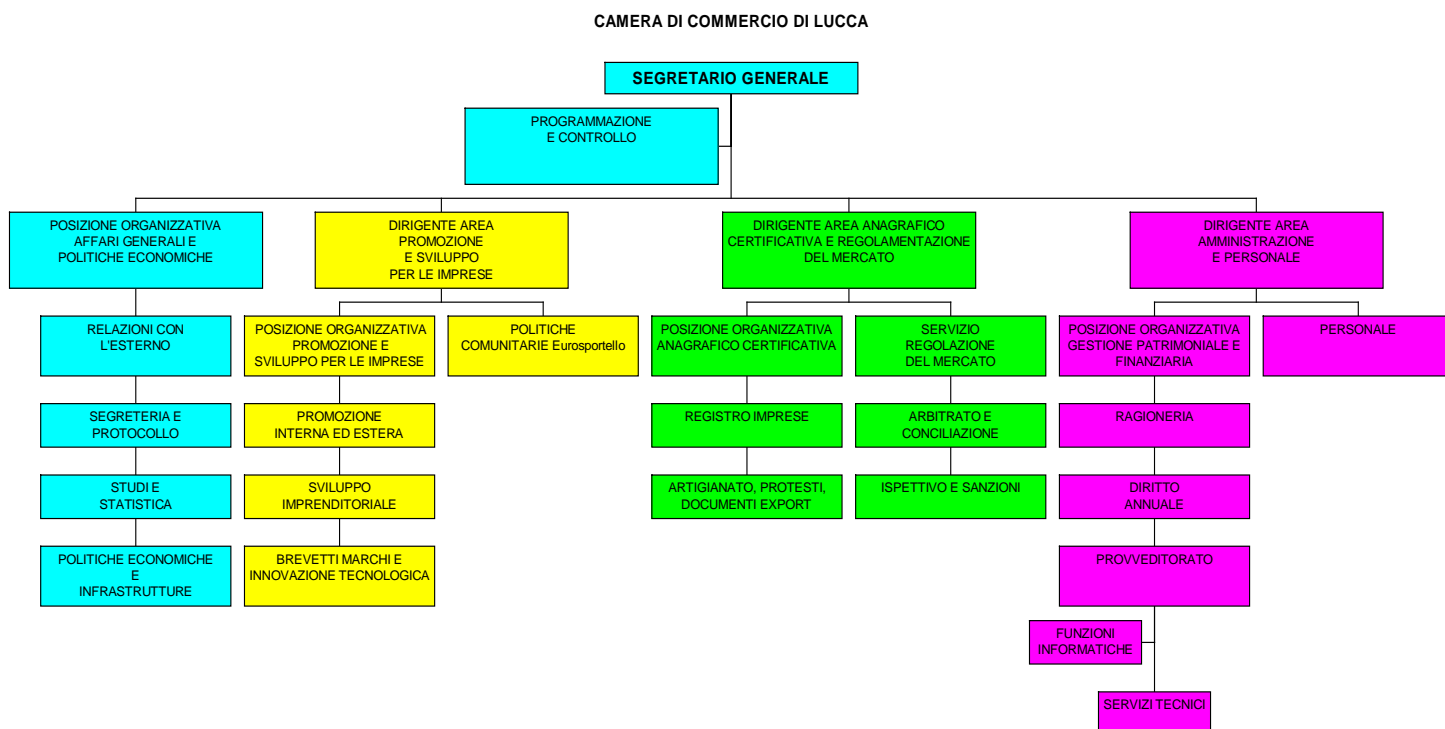 CAMERA DI COMMERCIO DI LUCCA
SEGRETARIO GENERALE
PROGRAMMAZIONE
E CONTROLLO
POSIZIONE ORGANIZZATIVA
AFFARI GENERALI E
POLITICHE ECONOMICHE
DIRIGENTE AREA
PROMOZIONE
E SVILUPPO
PER LE IMPRESE
DIRIGENTE AREA ANAGRAFICO
CERTIFICATIVA E REGOLAMENTAZIONE
DEL MERCATO
DIRIGENTE AREA
AMMINISTRAZIONE
E PERSONALE
RELAZIONI CON
L'ESTERNO
POSIZIONE ORGANIZZATIVA
PROMOZIONE E
SVILUPPO PER LE IMPRESE
POLITICHE
COMUNITARIE Eurosportello
POSIZIONE ORGANIZZATIVA
ANAGRAFICO CERTIFICATIVA
SERVIZIO
REGOLAZIONE
DEL MERCATO
POSIZIONE ORGANIZZATIVA
GESTIONE PATRIMONIALE E
FINANZIARIA
PERSONALE
SEGRETERIA E
PROTOCOLLO
PROMOZIONE
INTERNA ED ESTERA
REGISTRO IMPRESE
ARBITRATO E
CONCILIAZIONE
RAGIONERIA
STUDI E
STATISTICA
SVILUPPO
IMPRENDITORIALE
ARTIGIANATO, PROTESTI,
DOCUMENTI EXPORT
ISPETTIVO E SANZIONI
DIRITTO
ANNUALE
POLITICHE ECONOMICHE
E
INFRASTRUTTURE
BREVETTI MARCHI E
INNOVAZIONE TECNOLOGICA
PROVVEDITORATO
FUNZIONI
INFORMATICHE
SERVIZI TECNICI